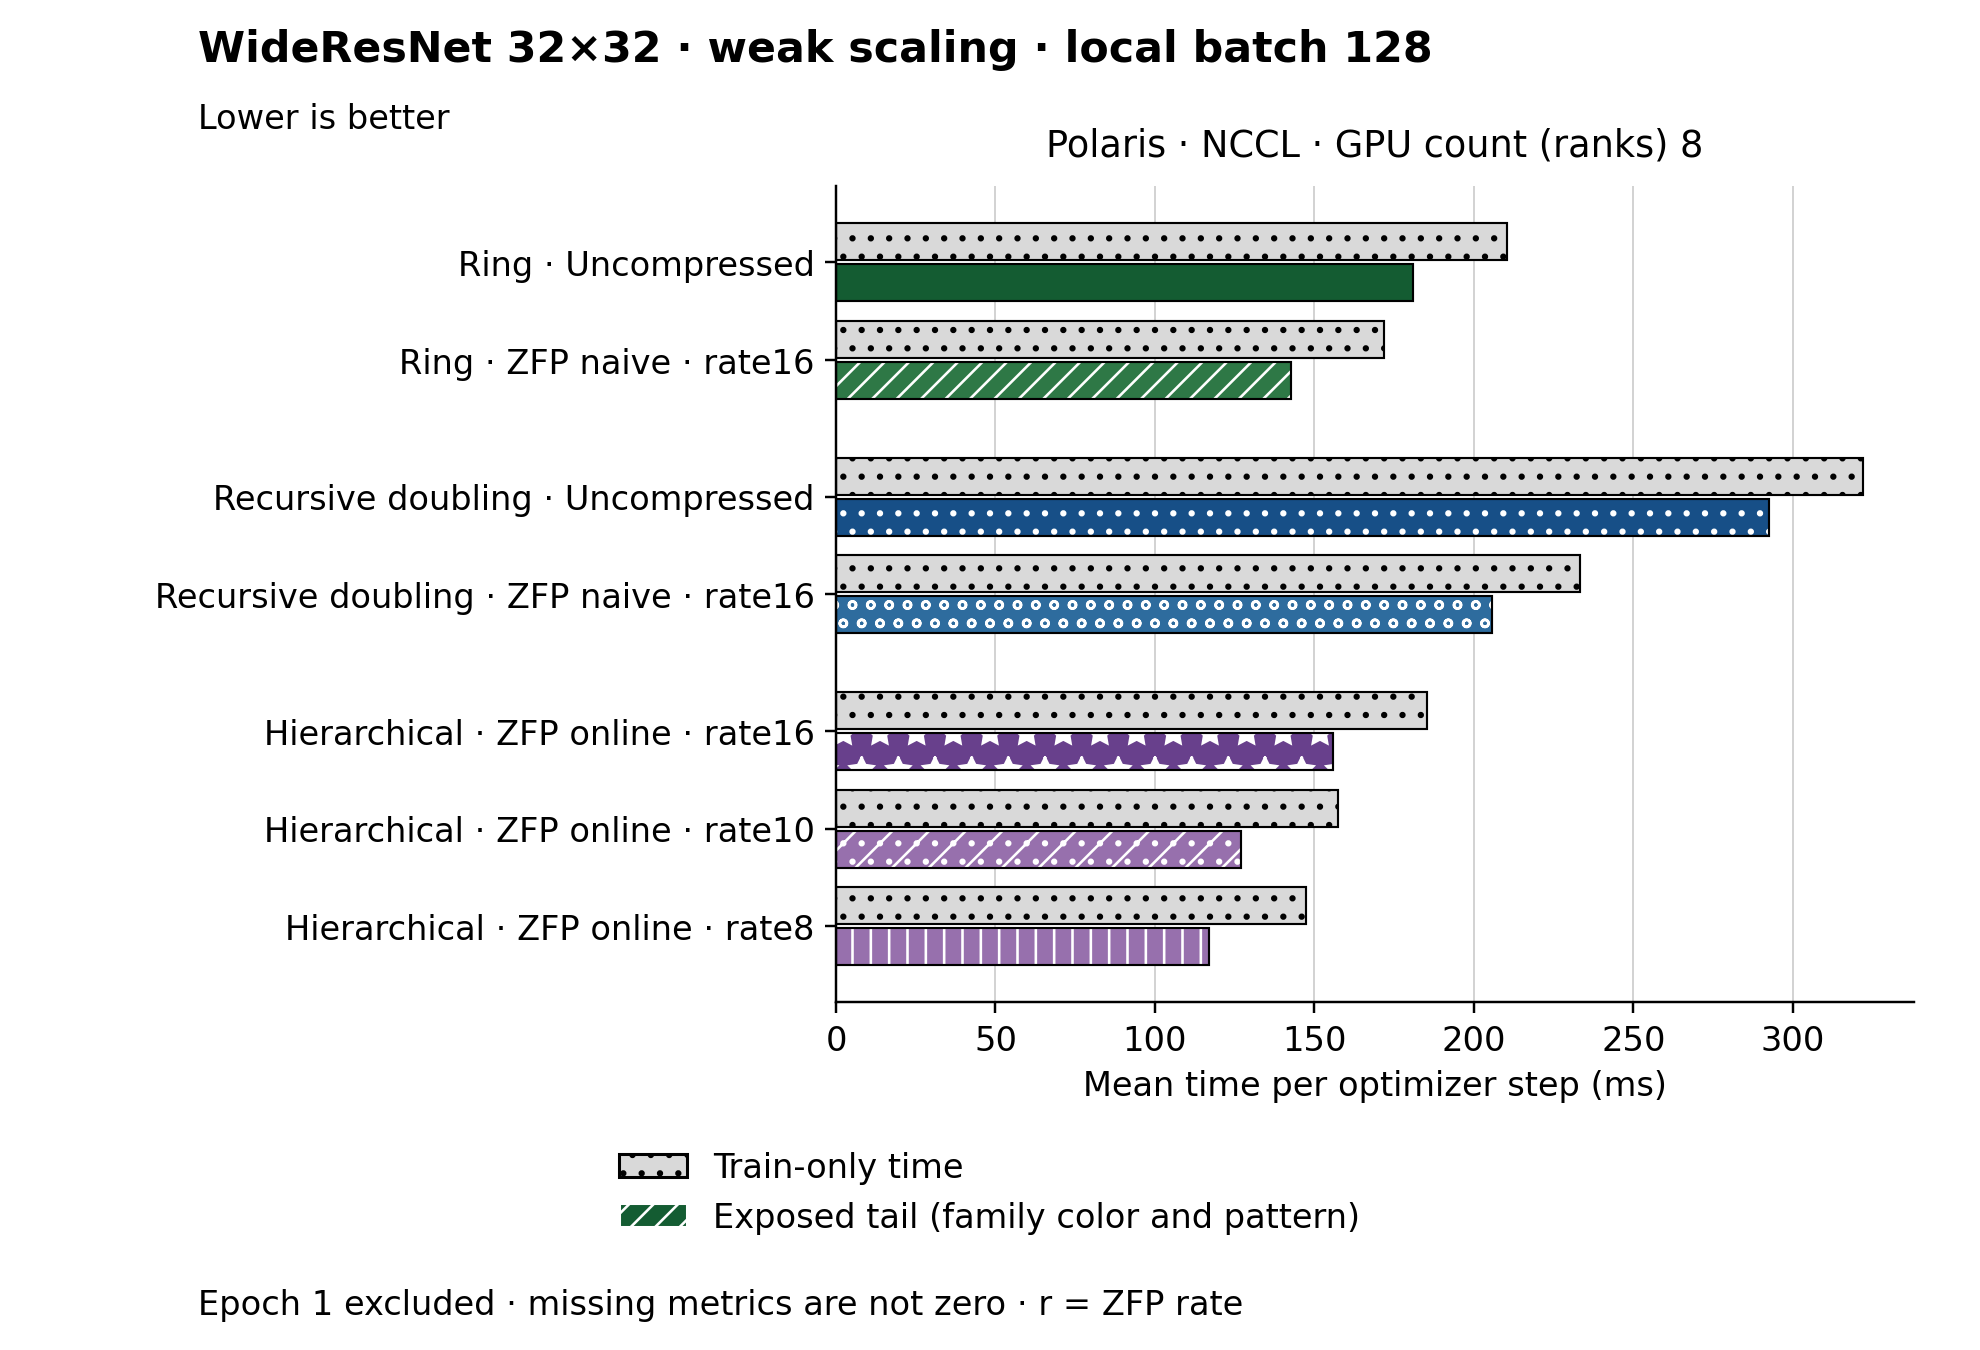 WideResNet 32×32 · weak scaling · local batch 128
Lower is better
Polaris · NCCL · GPU count (ranks) 8
Ring · Uncompressed
Ring · ZFP naive · rate16
Recursive doubling · Uncompressed
Recursive doubling · ZFP naive · rate16
Hierarchical · ZFP online · rate16
Hierarchical · ZFP online · rate10
Hierarchical · ZFP online · rate8
0 50 100 150 200 250 300
Mean time per optimizer step (ms)
Train-only time
Exposed tail (family color and pattern)
Epoch 1 excluded · missing metrics are not zero · r = ZFP rate